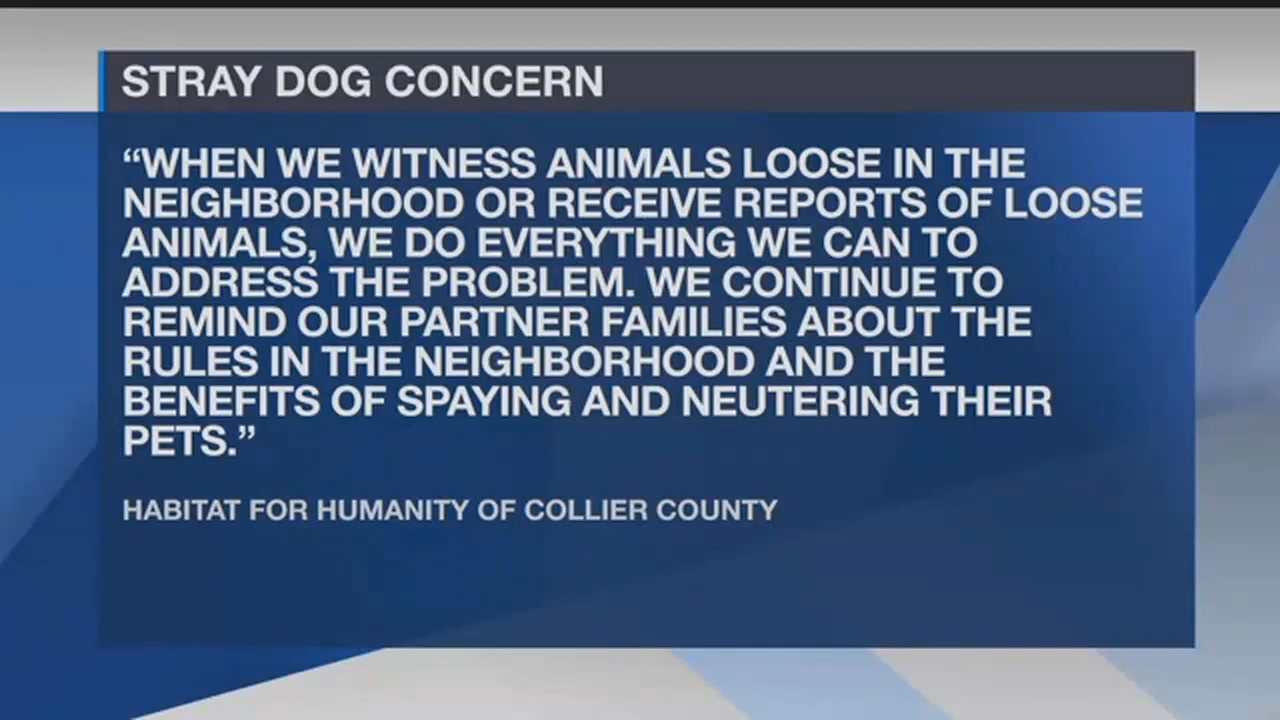 STRAY DOG CONCERN
“WHEN WE WITNESS ANIMALS LOOSE IN THE
NEIGHBORHOOD OR RECEIVE REPORTS OF LOOSE
ANIMALS, WE DO EVERYTHING WE CAN TO
ADDRESS THE PROBLEM. WE CONTINUE TO
REMIND OUR PARTNER FAMILIES ABOUT THE
RULES IN THE NEIGHBORHOOD AND THE
BENEFITS OF SPAYING AND NEUTERING THEIR
PETS.”
HABITAT FOR HUMANITY OF COLLIER COUNTY